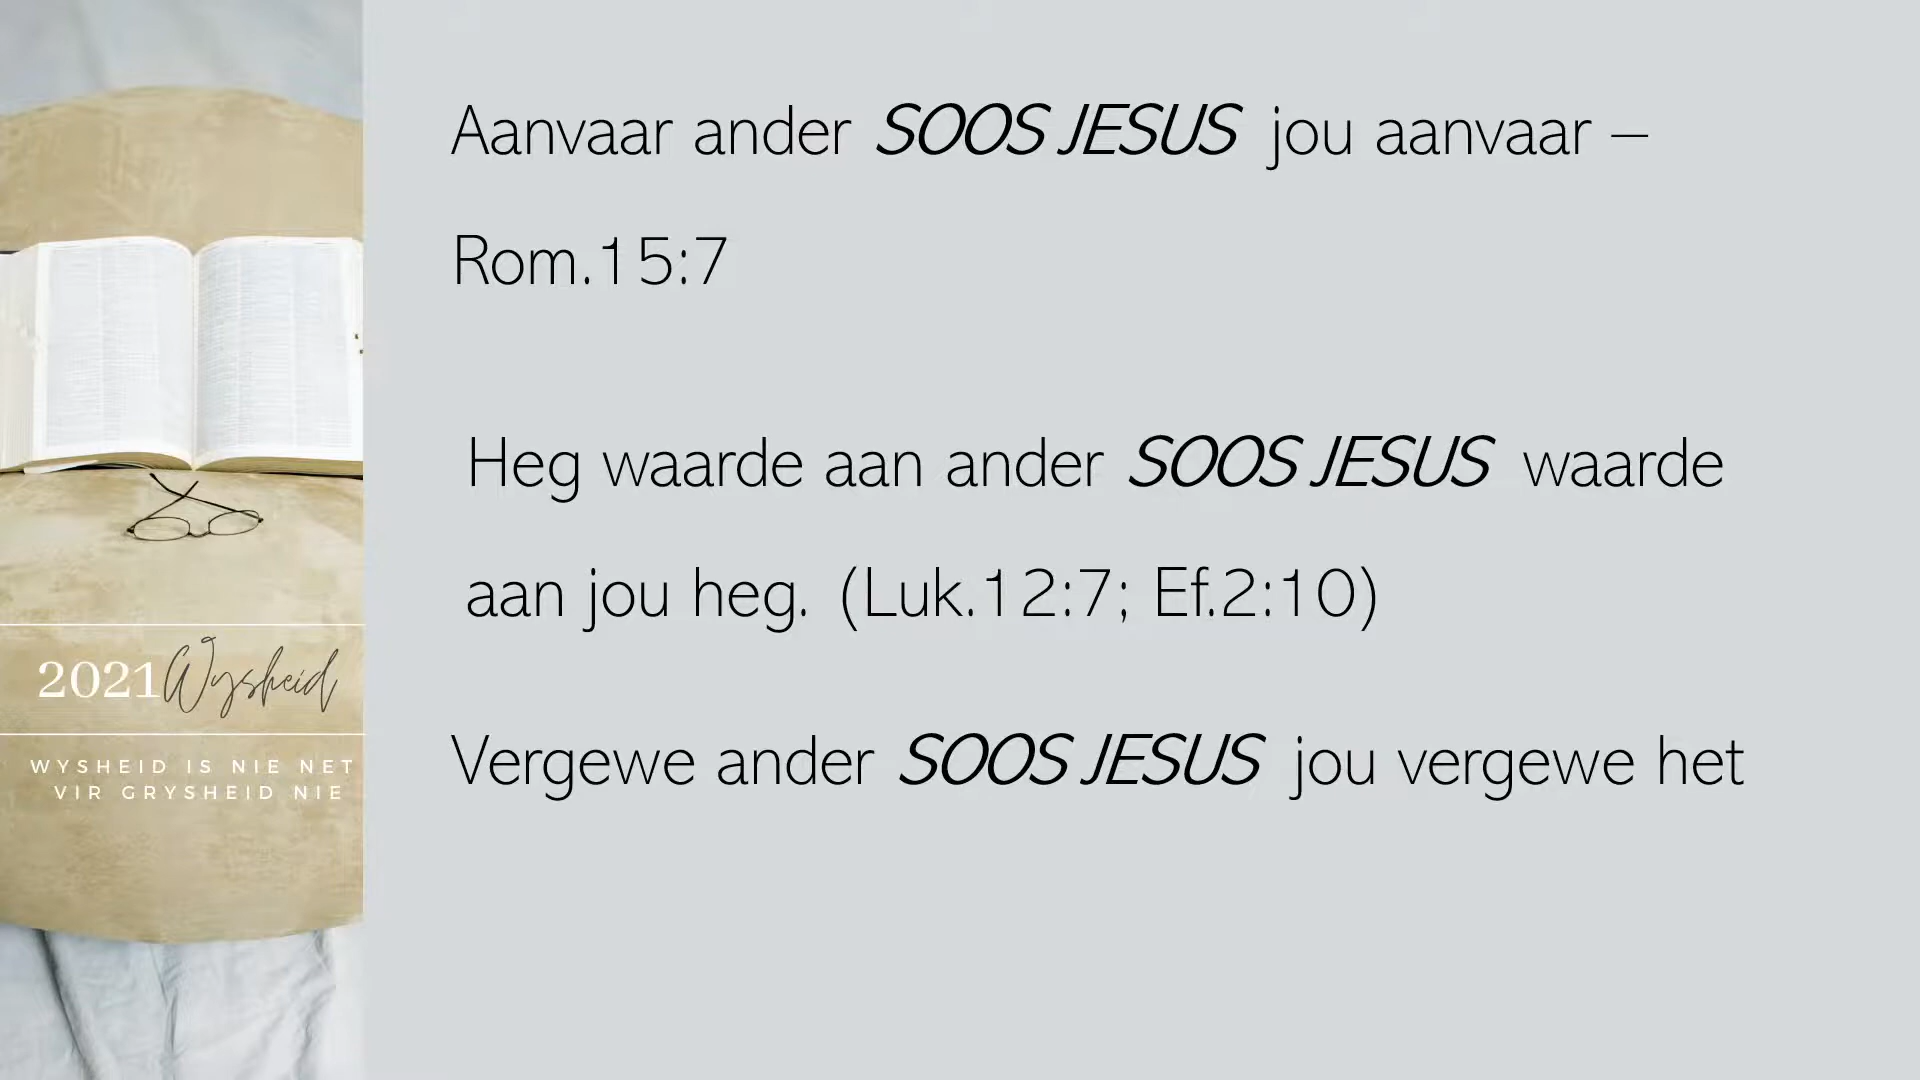 Aanvaar ander SOOS JESUS jou aanvaar –
Rom.15:7
Heg waarde aan ander SOOS JESUS waarde
aan jou heg. (Luk.12:7; Ef.2:10)
Vergewe ander SOOS JESUS jou vergewe het
2021 Wysheid
WYSHEID IS NIE NET
VIR GRYSHEID NIE